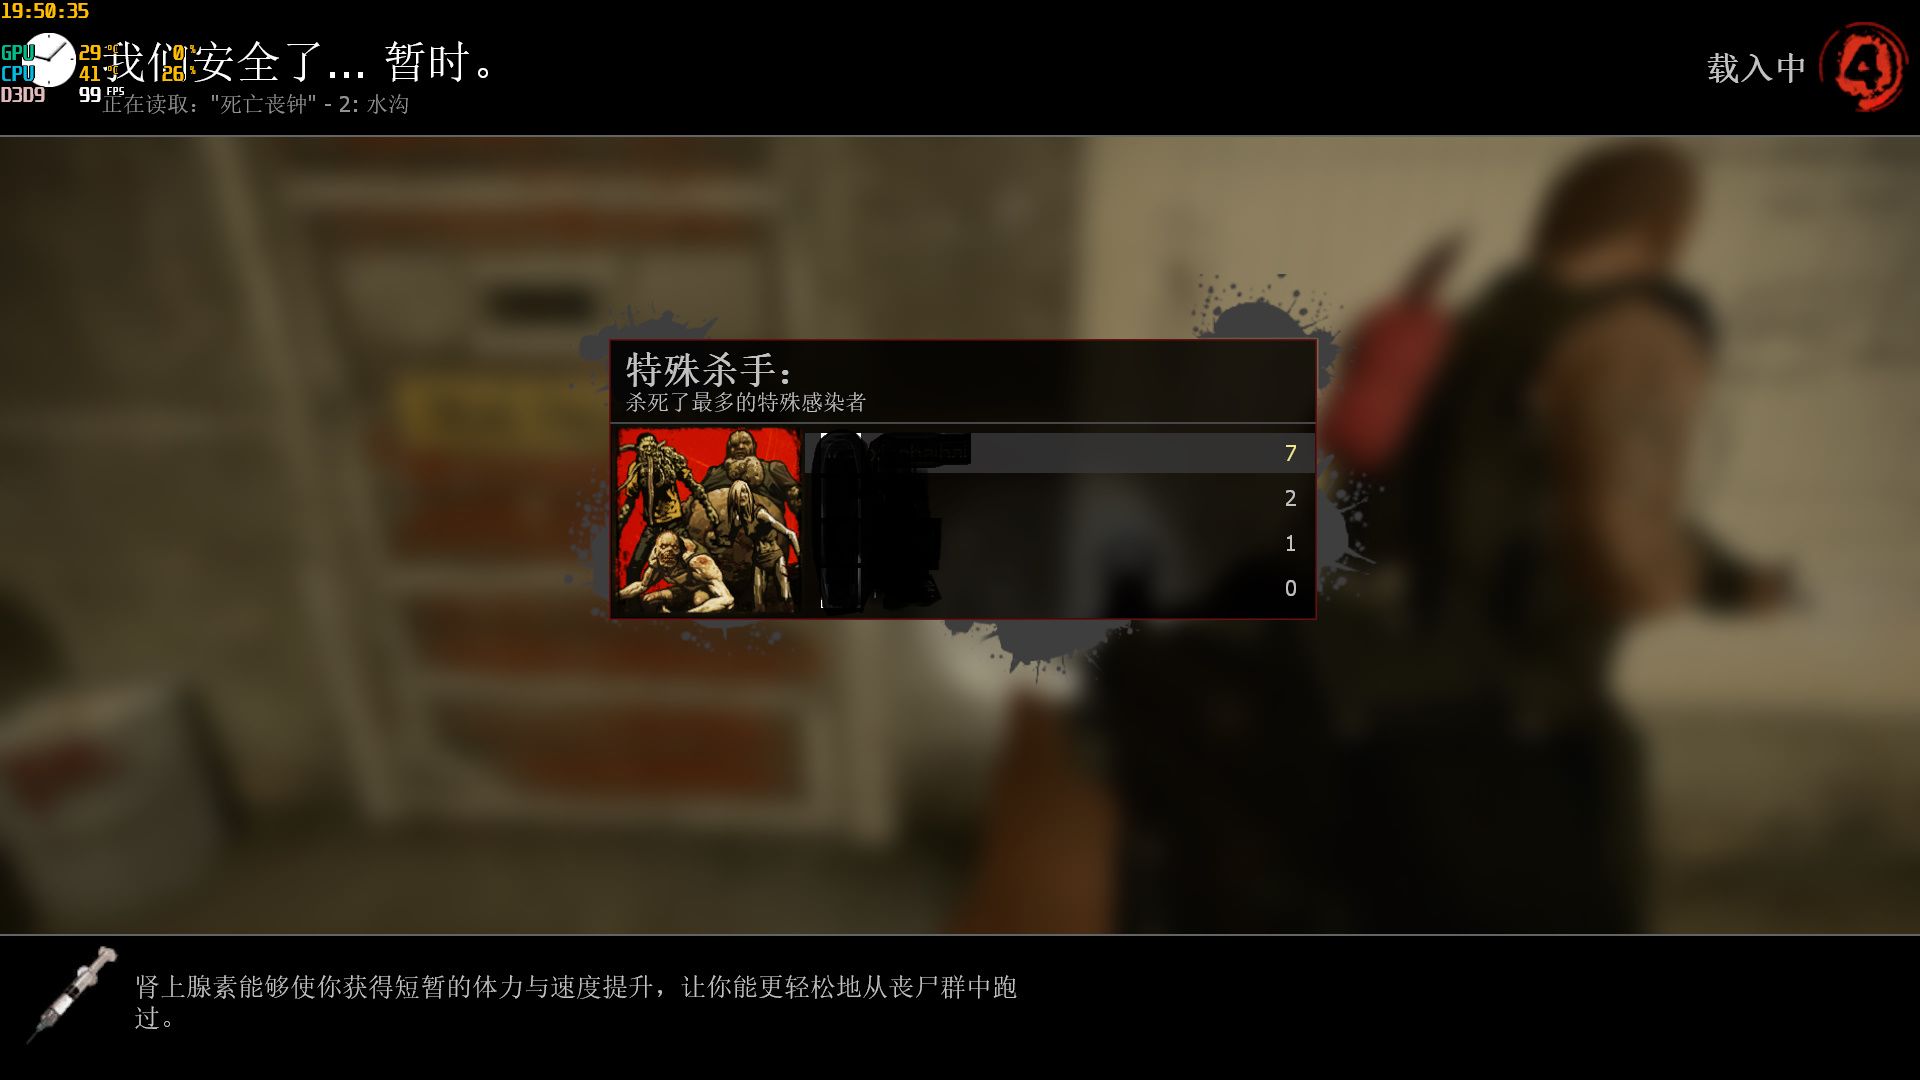 19:50:35
GPU 29 °C 0 %
CPU 41 °C 26 %
D3D9 99 FPS
我们安全了... 暂时。
正在读取："死亡丧钟" - 2: 水沟
载入中
4
特殊杀手：
杀死了最多的特殊感染者
7
2
1
0
肾上腺素能够使你获得短暂的体力与速度提升，让你能更轻松地从丧尸群中跑
过。